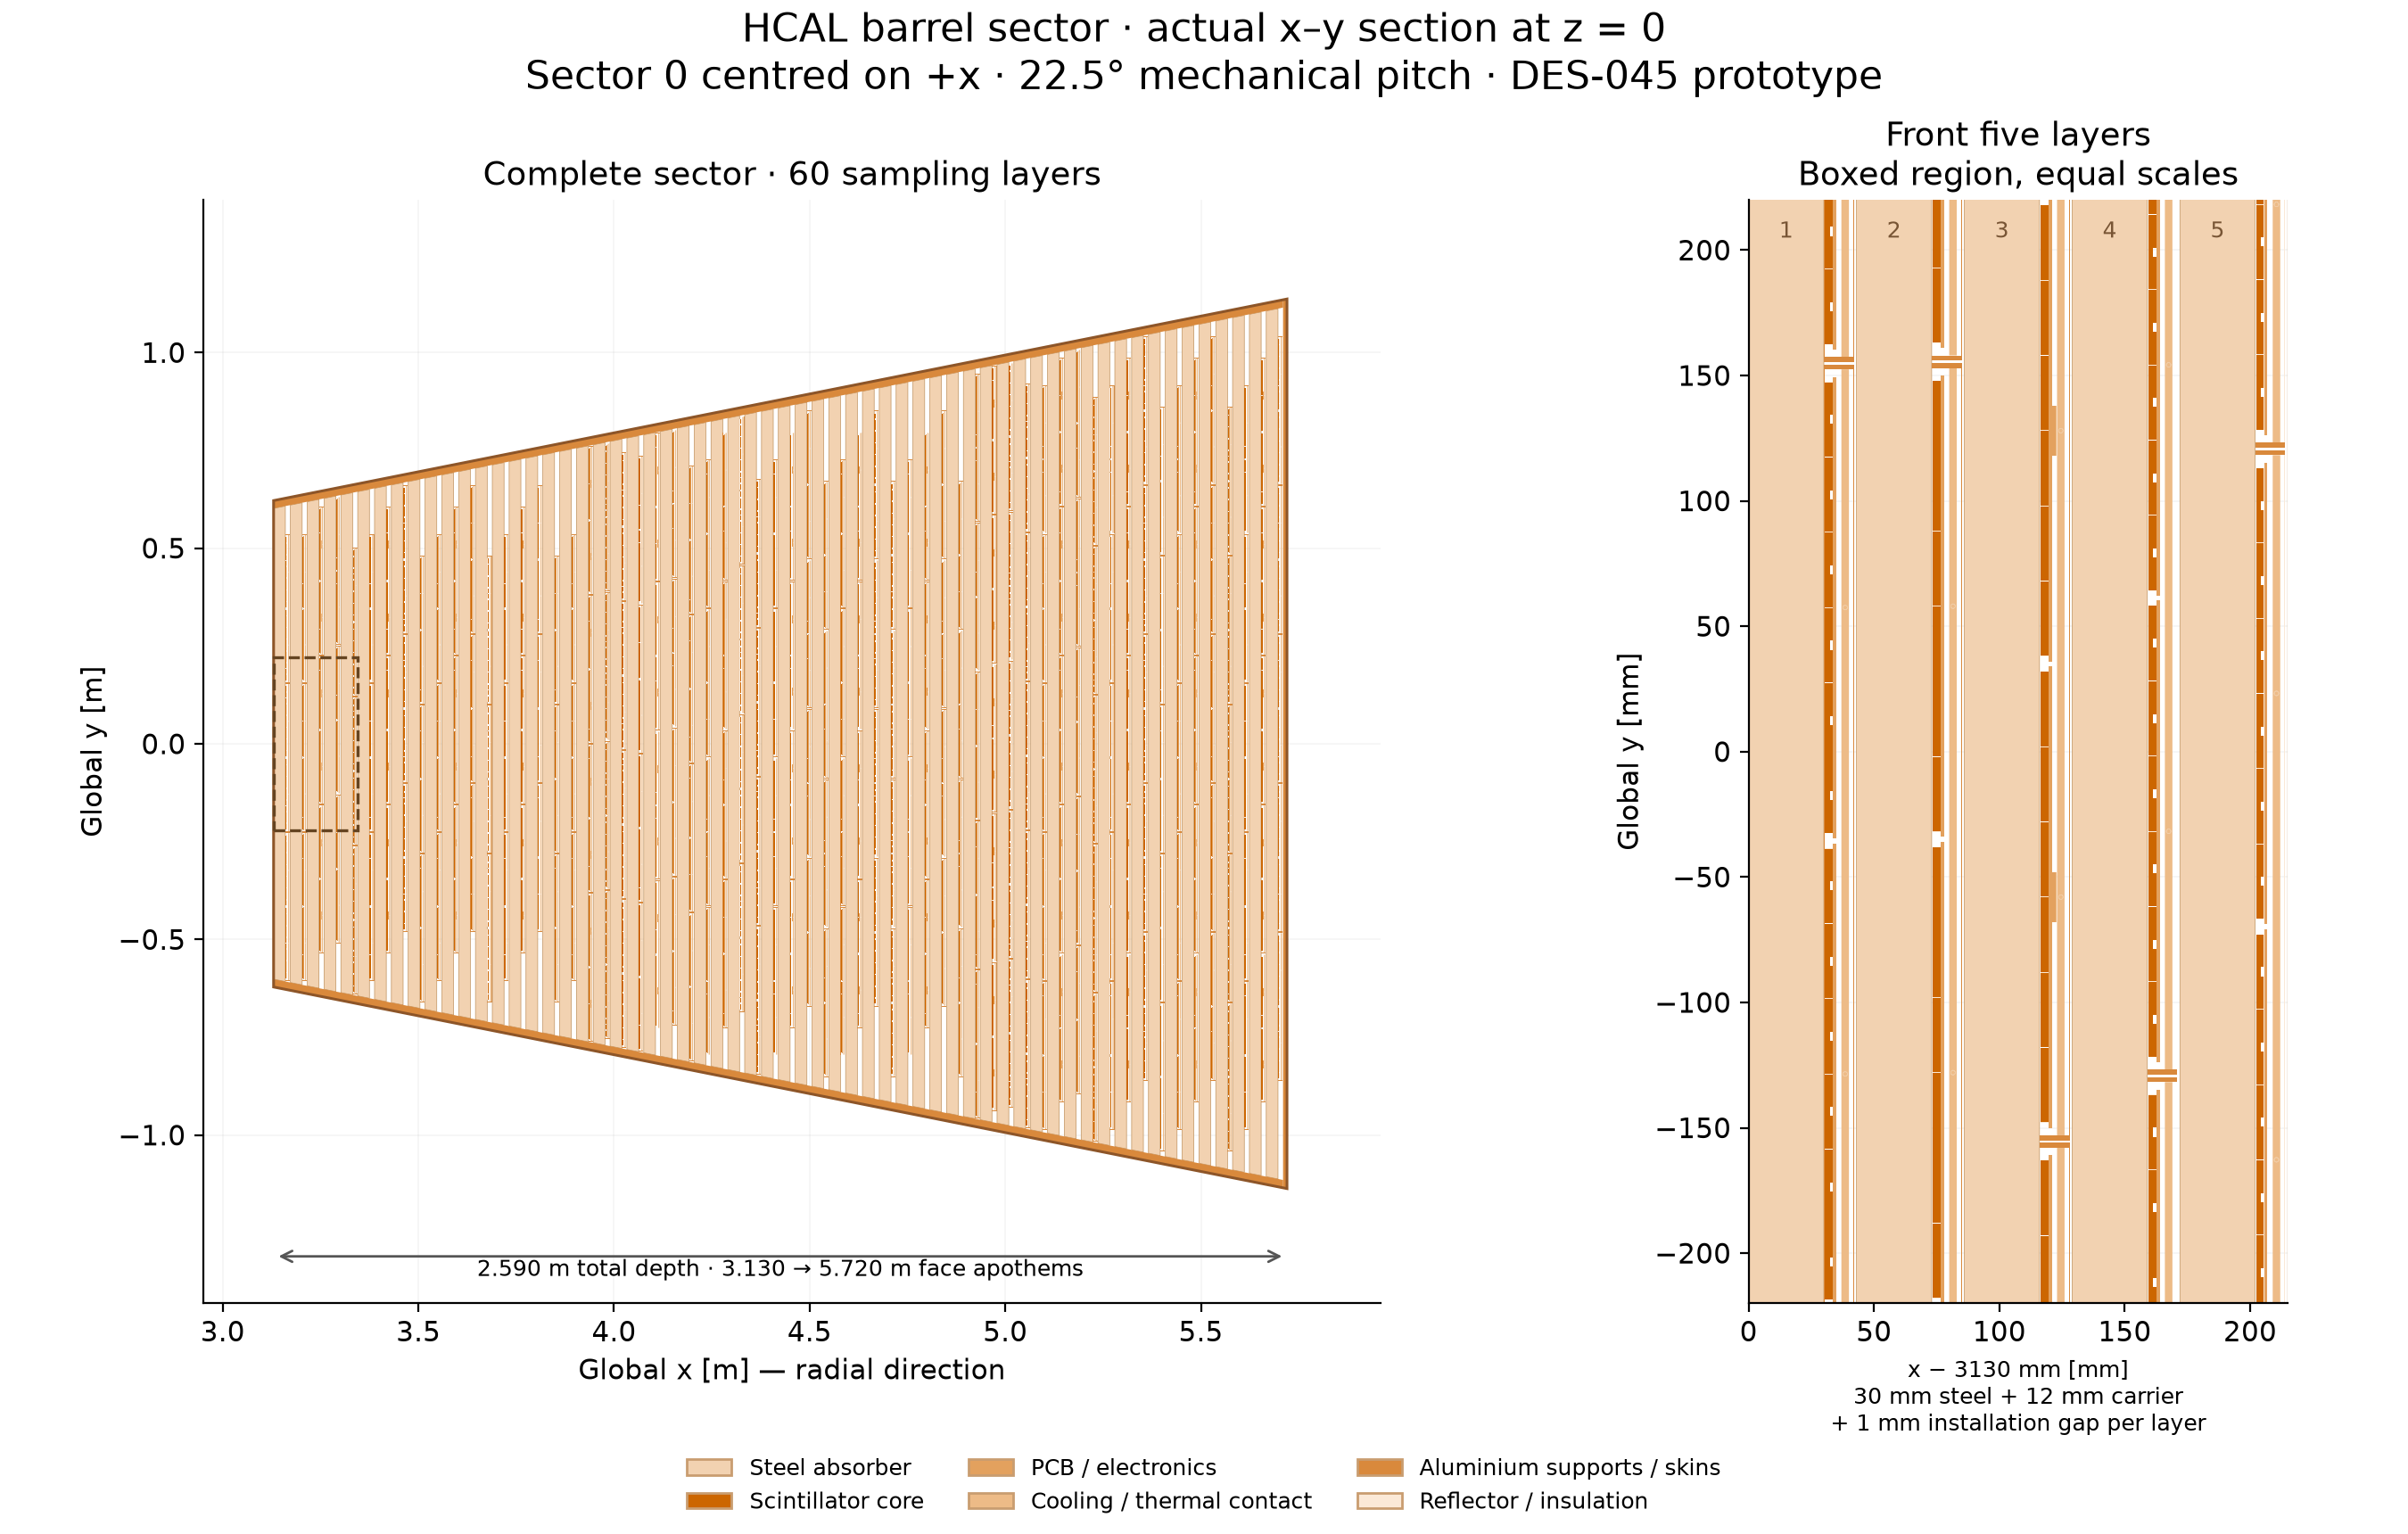 HCAL barrel sector · actual x–y section at z = 0
Sector 0 centred on +x · 22.5° mechanical pitch · DES-045 prototype
Complete sector · 60 sampling layers
Global y [m]
1.0
0.5
0.0
−0.5
−1.0
2.590 m total depth · 3.130 → 5.720 m face apothems
3.0 3.5 4.0 4.5 5.0 5.5
Global x [m] — radial direction
Front five layers
Boxed region, equal scales
1 2 3 4 5
Global y [mm]
200
150
100
50
0
−50
−100
−150
−200
0 50 100 150 200
x − 3130 mm [mm]
30 mm steel + 12 mm carrier
+ 1 mm installation gap per layer
Steel absorber PCB / electronics Aluminium supports / skins
Scintillator core Cooling / thermal contact Reflector / insulation